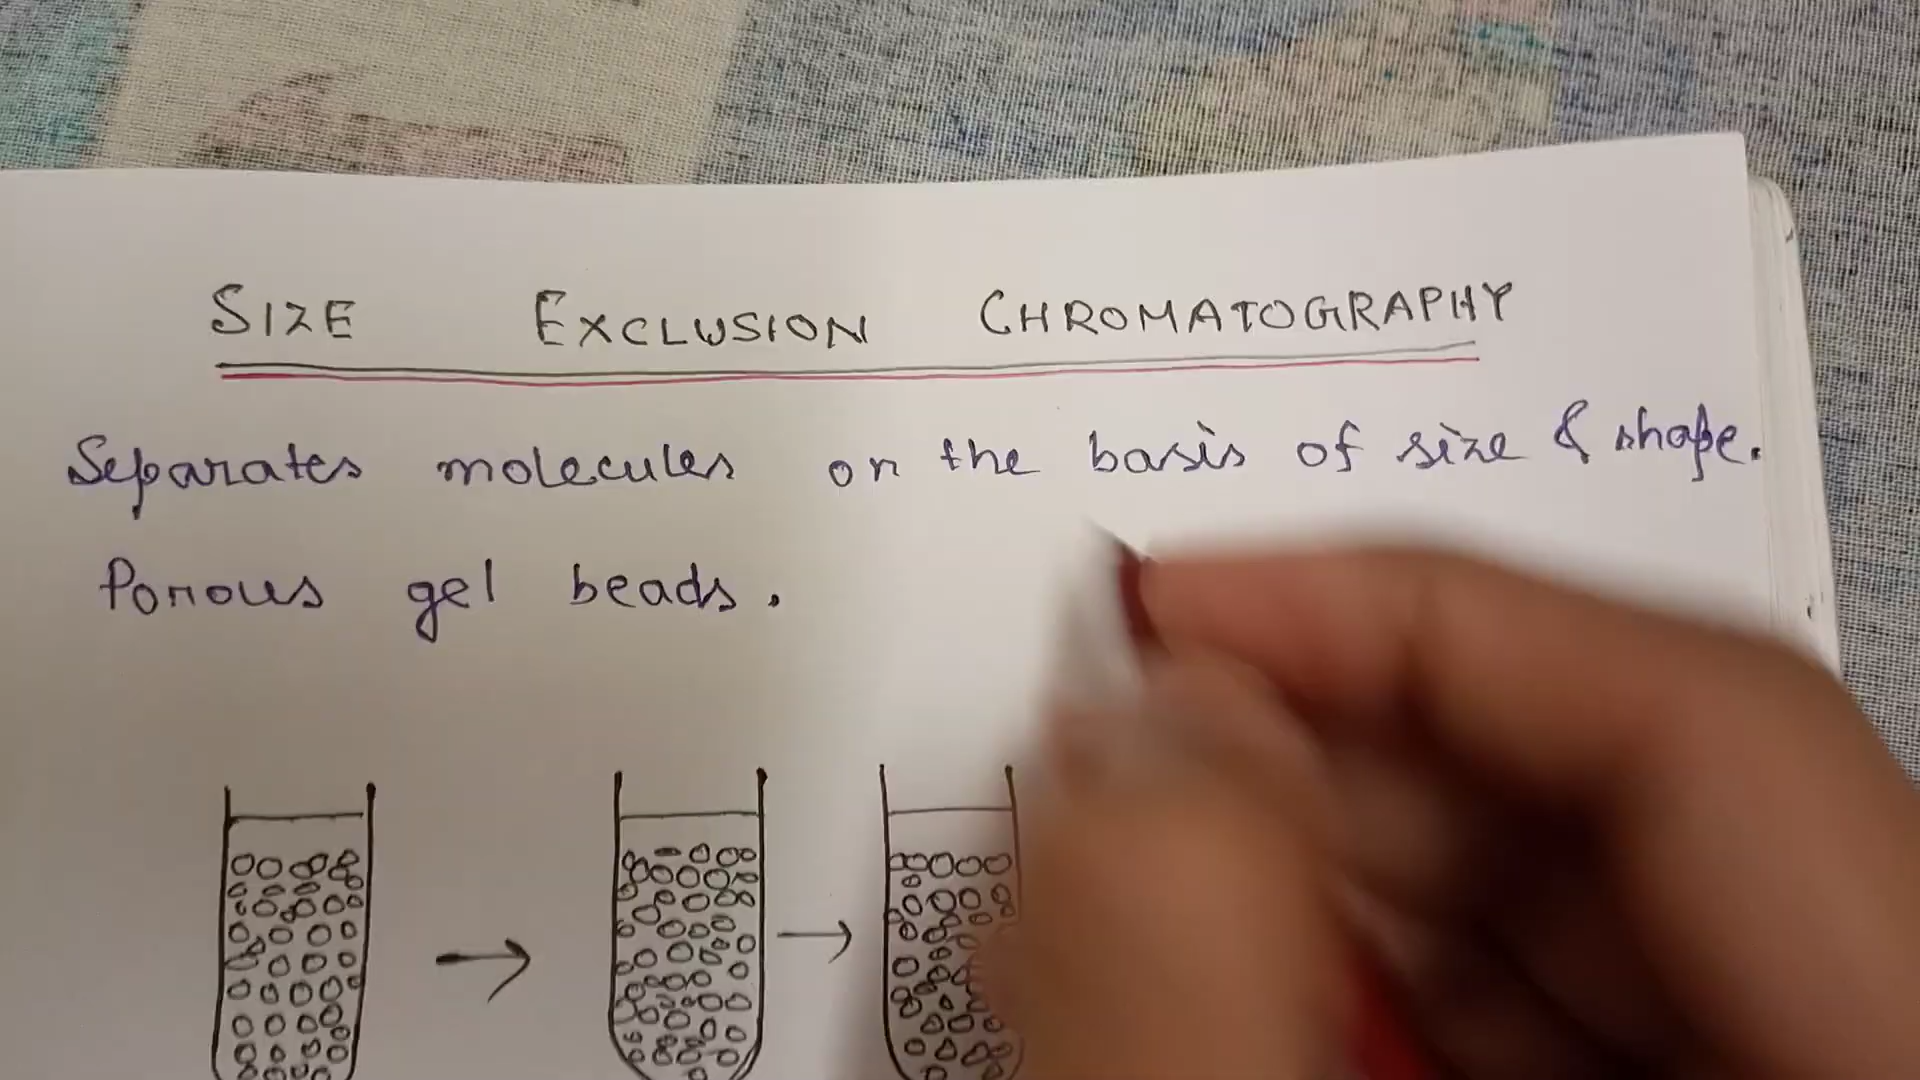 SIZE EXCLUSION CHROMATOGRAPHY
Separates molecules on the basis of size & shape.
Porous gel beads.